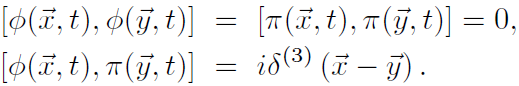 [ϕ(x⃗, t), ϕ(y⃗, t)] = [π(x⃗, t), π(y⃗, t)] = 0,
[ϕ(x⃗, t), π(y⃗, t)] = iδ⁽³⁾ (x⃗ − y⃗) .